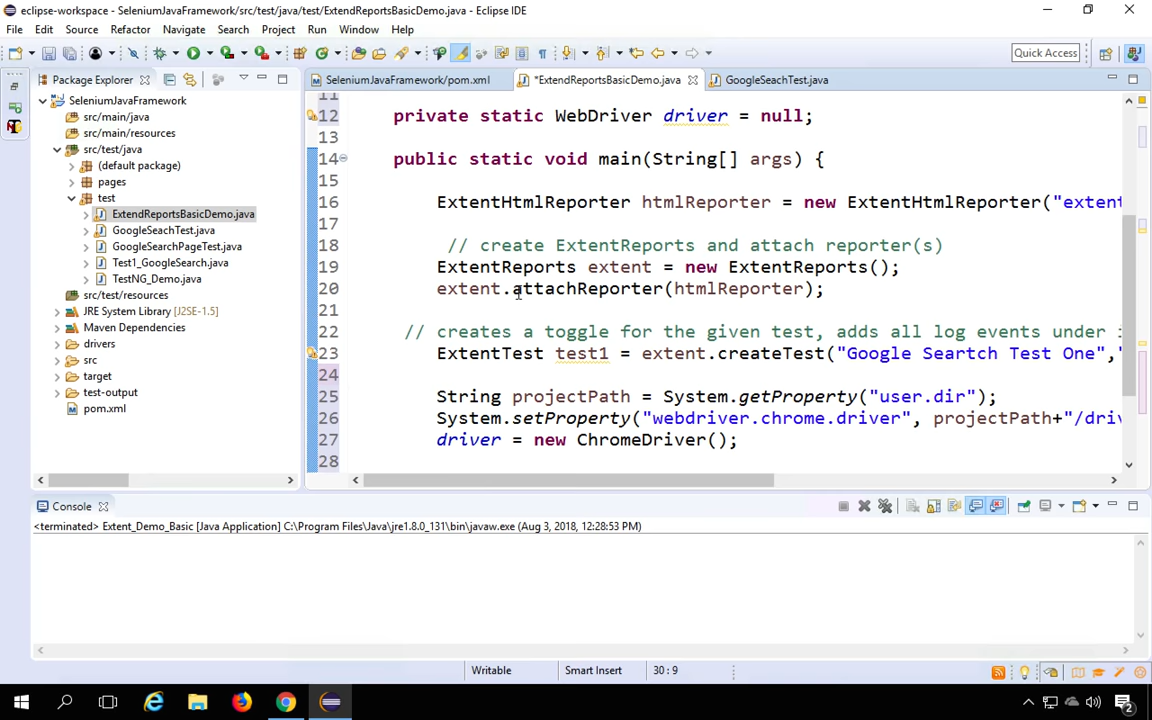 eclipse-workspace - SeleniumJavaFramework/src/test/java/test/ExtendReportsBasicDemo.java - Eclipse IDE
File Edit Source Refactor Navigate Search Project Run Window Help
Quick Access
Package Explorer
SeleniumJavaFramework/pom.xml
*ExtendReportsBasicDemo.java
GoogleSeachTest.java
SeleniumJavaFramework
src/main/java
src/main/resources
src/test/java
(default package)
pages
test
ExtendReportsBasicDemo.java
GoogleSeachTest.java
GoogleSearchPageTest.java
Test1_GoogleSearch.java
TestNG_Demo.java
src/test/resources
JRE System Library [J2SE-1.5]
Maven Dependencies
drivers
src
target
test-output
pom.xml
11
12 private static WebDriver driver = null;
13
14 public static void main(String[] args) {
15
16 ExtentHtmlReporter htmlReporter = new ExtentHtmlReporter("extent
17
18 // create ExtentReports and attach reporter(s)
19 ExtentReports extent = new ExtentReports();
20 extent.attachReporter(htmlReporter);
21
22 // creates a toggle for the given test, adds all log events under i
23 ExtentTest test1 = extent.createTest("Google Seartch Test One","
24
25 String projectPath = System.getProperty("user.dir");
26 System.setProperty("webdriver.chrome.driver", projectPath+"/driv
27 driver = new ChromeDriver();
28
Console
<terminated> Extent_Demo_Basic [Java Application] C:\Program Files\Java\jre1.8.0_131\bin\javaw.exe (Aug 3, 2018, 12:28:53 PM)
Writable Smart Insert 30 : 9
2